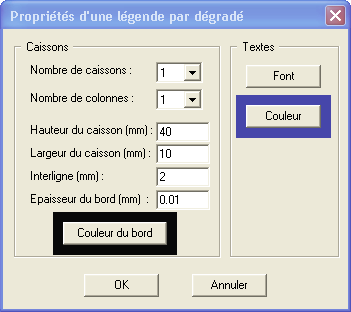 Propriétés d'une légende par dégradé
Caissons
Nombre de caissons : 1
Nombre de colonnes : 1
Hauteur du caisson (mm) : 40
Largeur du caisson (mm) : 10
Interligne (mm) : 2
Epaisseur du bord (mm) : 0.01
Couleur du bord
Textes
Font
Couleur
OK
Annuler